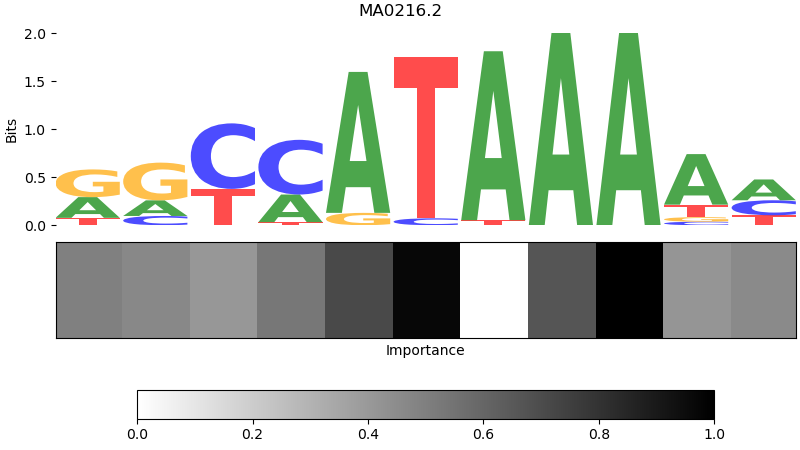 MA0216.2
2.0
1.5
1.0
0.5
0.0
Bits
G G C C A T A A A A A
A A T A G C T T C
T C T G T
C
Importance
0.0 0.2 0.4 0.6 0.8 1.0